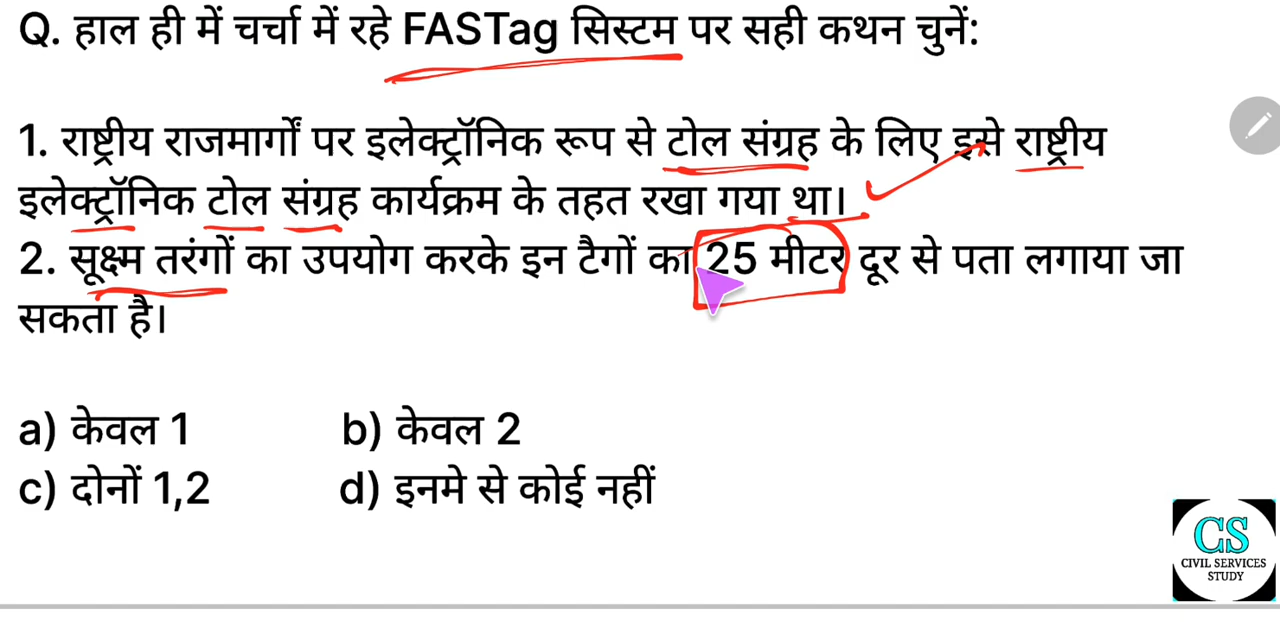 Q. हाल ही में चर्चा में रहे FASTag सिस्टम पर सही कथन चुनें:
1. राष्ट्रीय राजमार्गों पर इलेक्ट्रॉनिक रूप से टोल संग्रह के लिए इसे राष्ट्रीय
इलेक्ट्रॉनिक टोल संग्रह कार्यक्रम के तहत रखा गया था।
2. सूक्ष्म तरंगों का उपयोग करके इन टैगों का 25 मीटर दूर से पता लगाया जा
सकता है।
a) केवल 1 b) केवल 2
c) दोनों 1,2 d) इनमे से कोई नहीं
CS
CIVIL SERVICES
STUDY